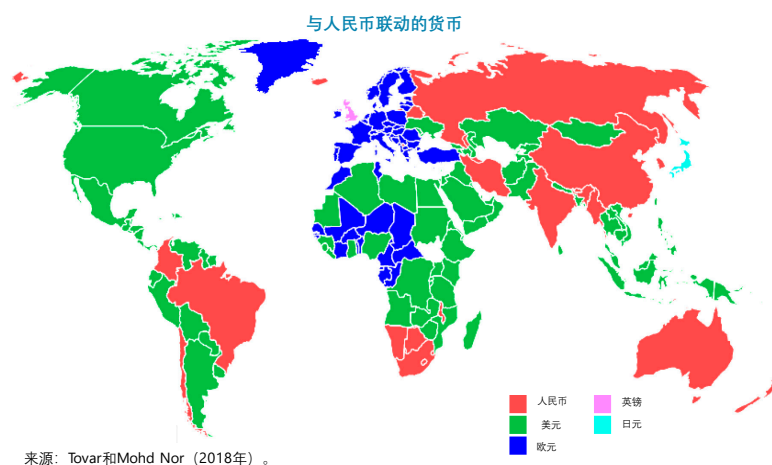 与人民币联动的货币
人民币
英镑
美元
日元
欧元
来源：Tovar和Mohd Nor（2018年）。